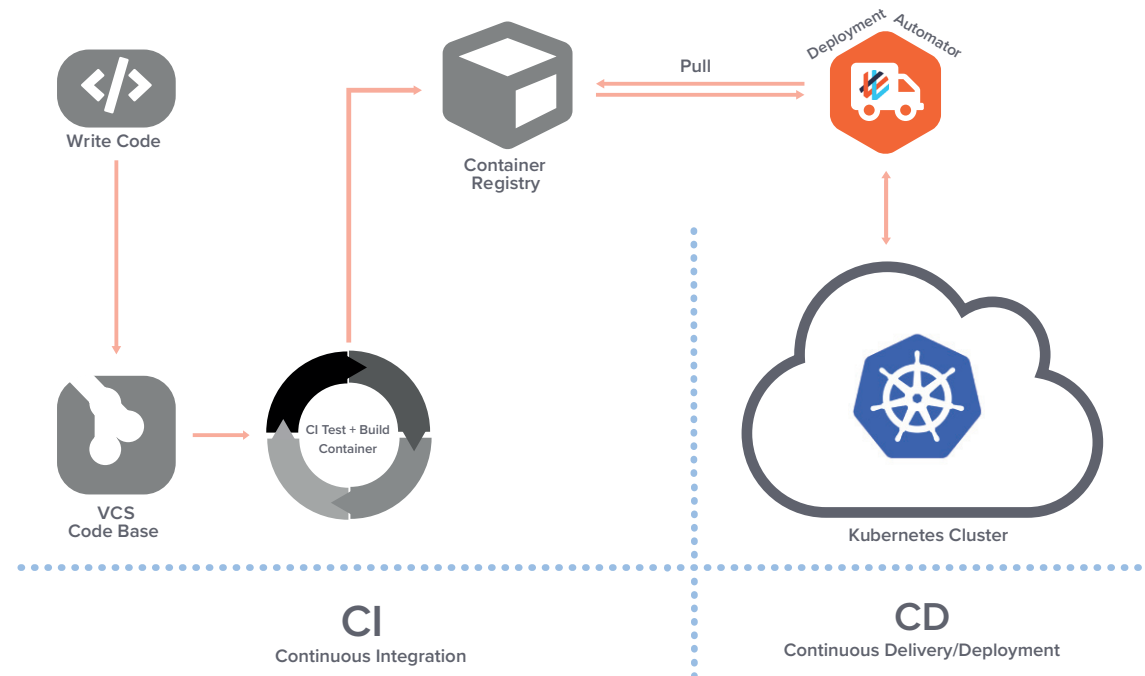 Deployment Automator
Pull
Write Code
Container
Registry
CI Test + Build
Container
VCS
Code Base
Kubernetes Cluster
CI
Continuous Integration
CD
Continuous Delivery/Deployment